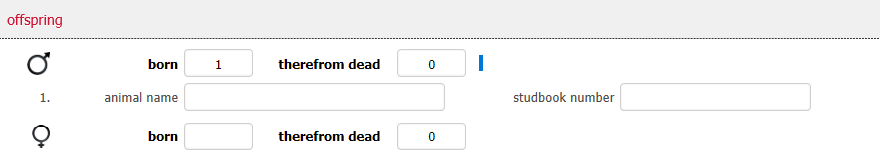 offspring
born 1 therefrom dead 0
1. animal name studbook number
born therefrom dead 0